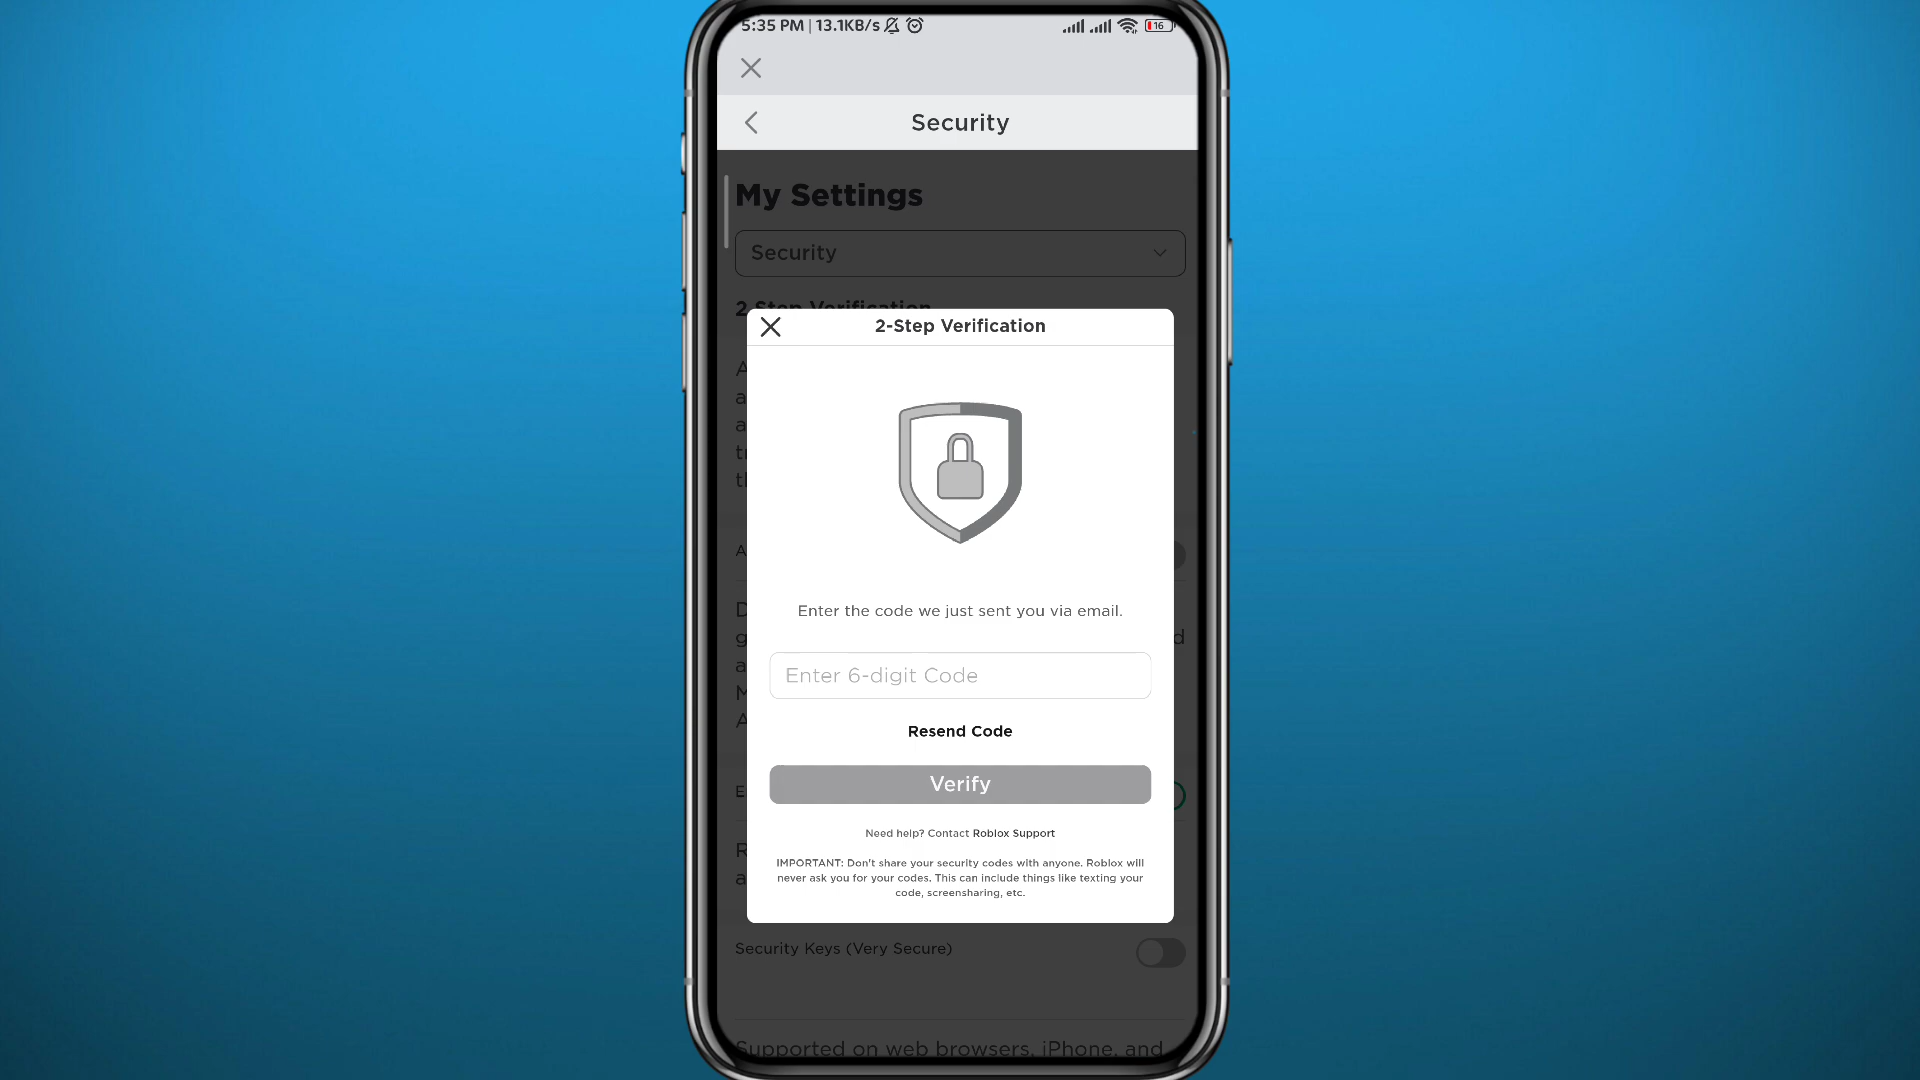 5:35 PM | 13.1KB/s
16
Security
My Settings
Security
2-Step Verification
2-Step Verification
Enter the code we just sent you via email.
Enter 6-digit Code
Resend Code
Verify
Need help? Contact Roblox Support
IMPORTANT: Don't share your security codes with anyone. Roblox will
never ask you for your codes. This can include things like texting your
code, screensharing, etc.
Security Keys (Very Secure)
Supported on web browsers, iPhone, and